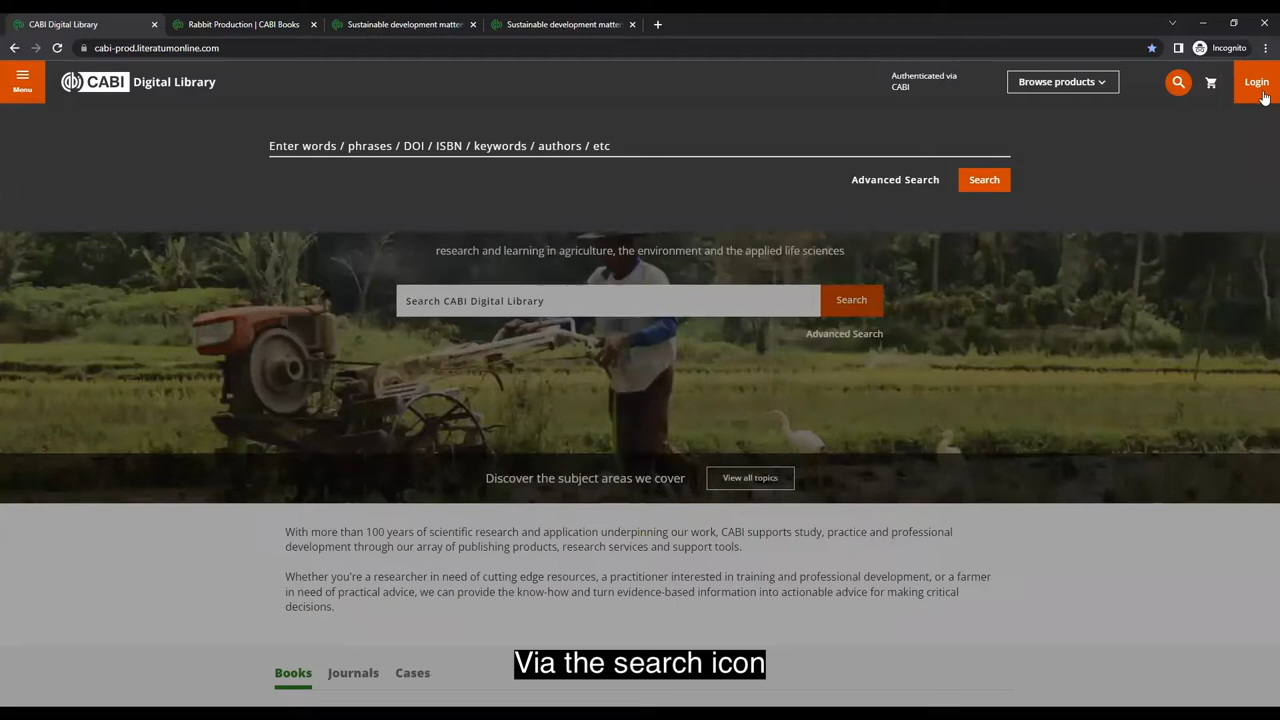 CABI Digital Library
Rabbit Production | CABI Books
Sustainable development matter
Sustainable development matter
cabi-prod.literatumonline.com
Incognito
Menu
CABI Digital Library
Authenticated via
CABI
Browse products
Login
Enter words / phrases / DOI / ISBN / keywords / authors / etc
Advanced Search
Search
research and learning in agriculture, the environment and the applied life sciences
Search CABI Digital Library
Search
Advanced Search
Discover the subject areas we cover
View all topics
With more than 100 years of scientific research and application underpinning our work, CABI supports study, practice and professional
development through our array of publishing products, research services and support tools.
Whether you're a researcher in need of cutting edge resources, a practitioner interested in training and professional development, or a farmer
in need of practical advice, we can provide the know-how and turn evidence-based information into actionable advice for making critical
decisions.
Books
Journals
Cases
Via the search icon